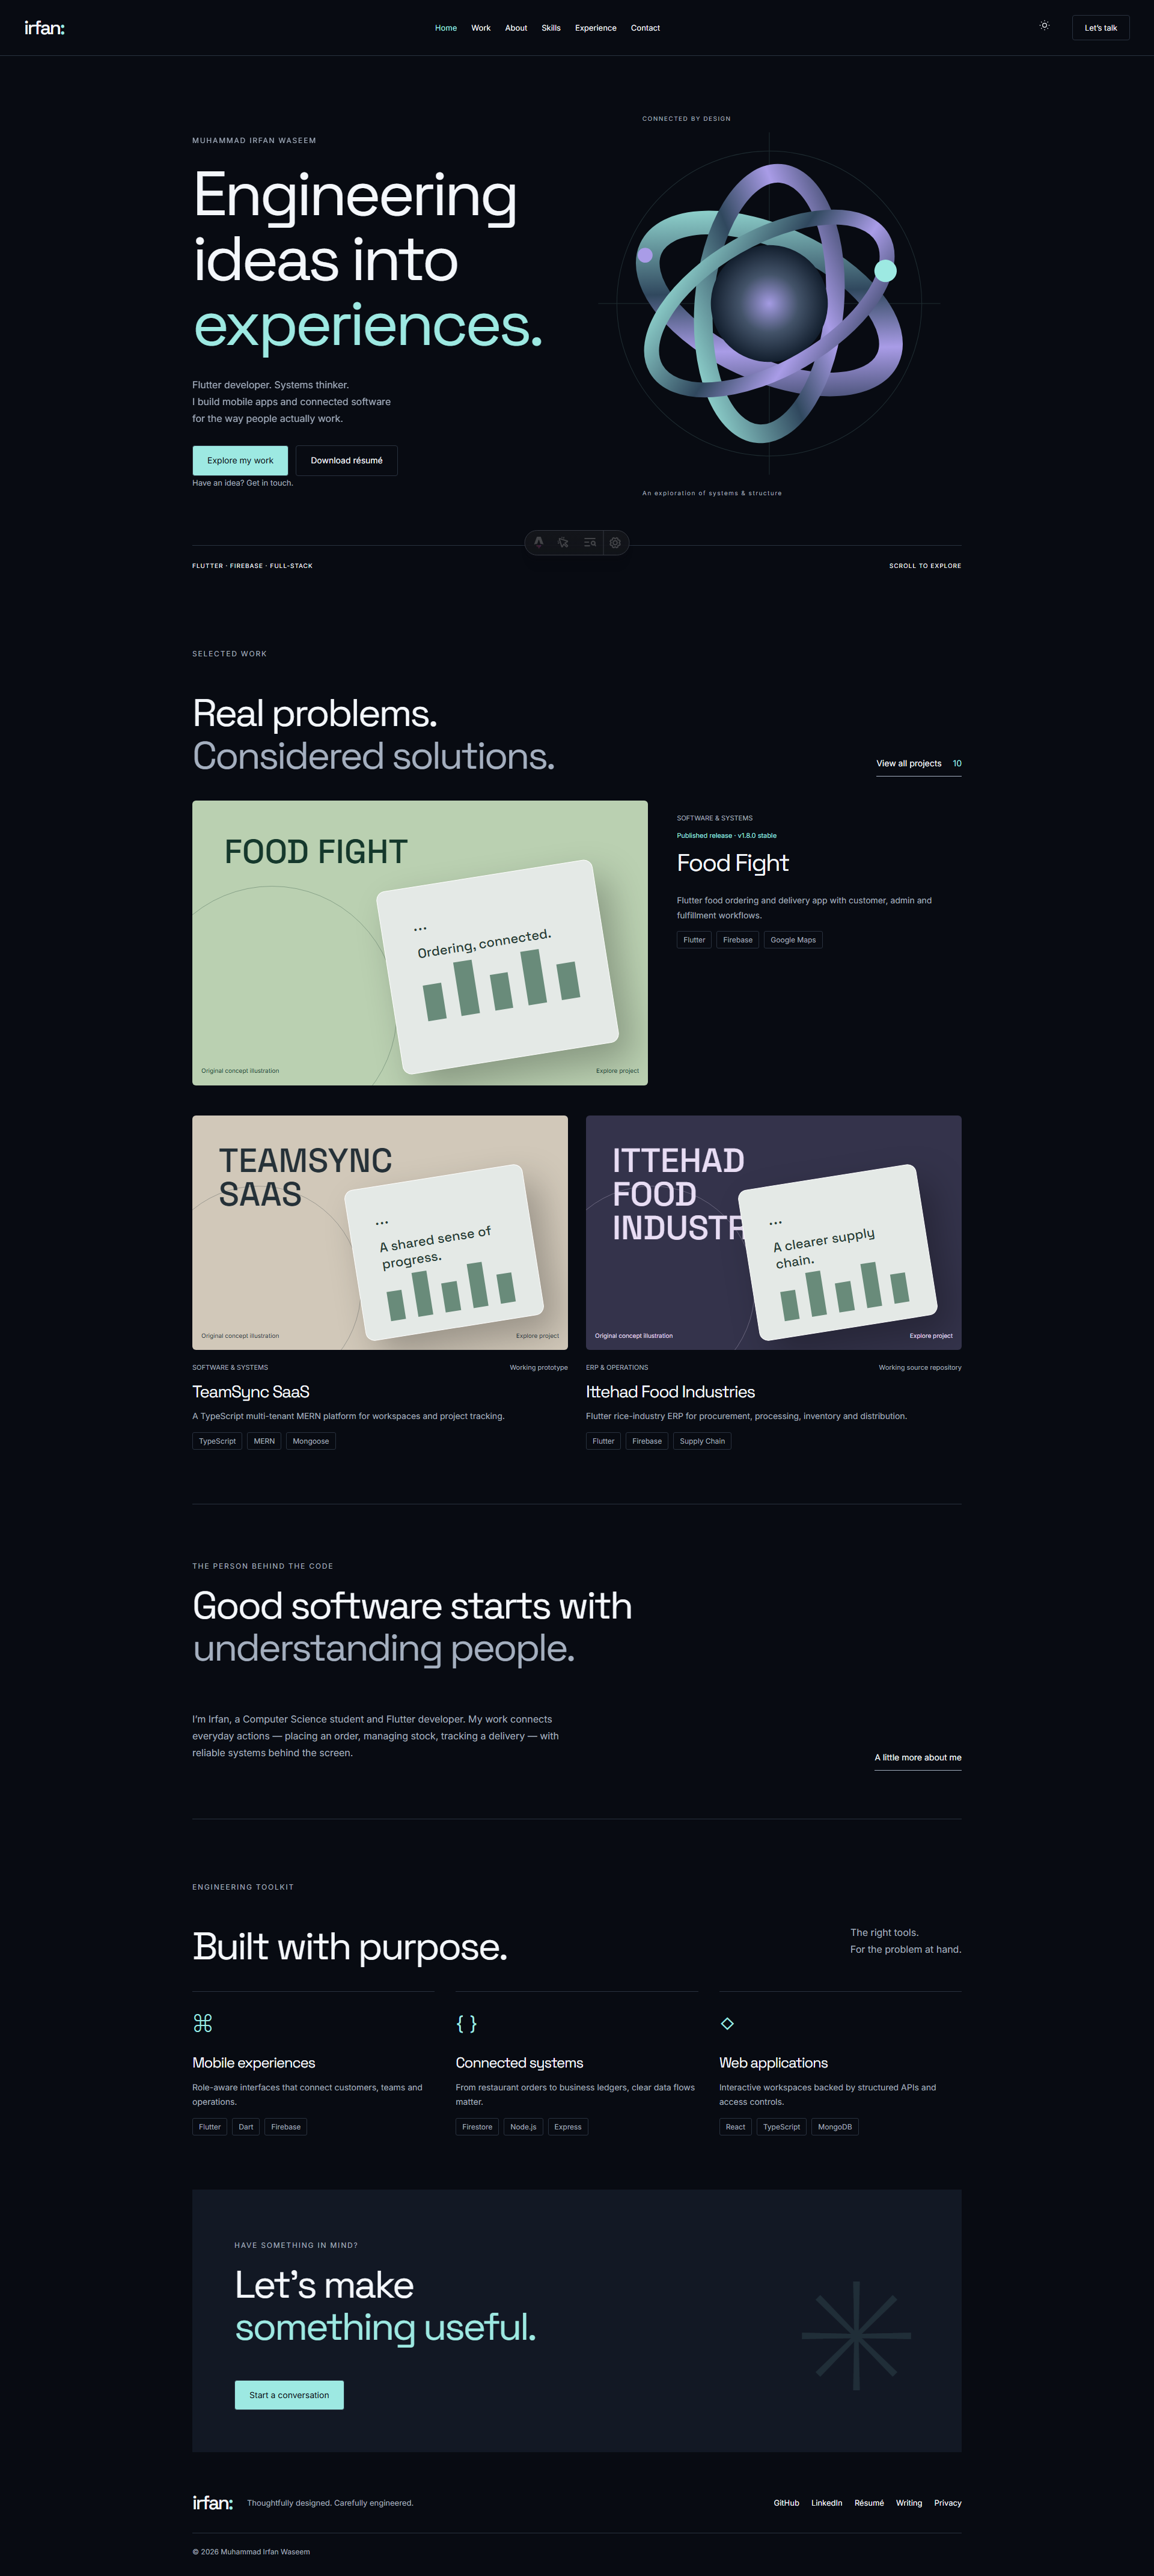 irfan:
Home Work About Skills Experience Contact
Let's talk
CONNECTED BY DESIGN
MUHAMMAD IRFAN WASEEM
Engineering
ideas into
experiences.
Flutter developer. Systems thinker.
I build mobile apps and connected software
for the way people actually work.
Explore my work
Download résumé
Have an idea? Get in touch.
An exploration of systems & structure
FLUTTER · FIREBASE · FULL-STACK
SCROLL TO EXPLORE
SELECTED WORK
Real problems.
Considered solutions.
View all projects 10
FOOD FIGHT
...
Ordering, connected.
Original concept illustration
Explore project
SOFTWARE & SYSTEMS
Published release · v1.8.0 stable
Food Fight
Flutter food ordering and delivery app with customer, admin and
fulfillment workflows.
Flutter Firebase Google Maps
TEAMSYNC
SAAS
...
A shared sense of
progress.
Original concept illustration
Explore project
SOFTWARE & SYSTEMS
Working prototype
TeamSync SaaS
A TypeScript multi-tenant MERN platform for workspaces and project tracking.
TypeScript MERN Mongoose
ITTEHAD
FOOD
INDUSTR
...
A clearer supply
chain.
Original concept illustration
Explore project
ERP & OPERATIONS
Working source repository
Ittehad Food Industries
Flutter rice-industry ERP for procurement, processing, inventory and distribution.
Flutter Firebase Supply Chain
THE PERSON BEHIND THE CODE
Good software starts with
understanding people.
I'm Irfan, a Computer Science student and Flutter developer. My work connects
everyday actions — placing an order, managing stock, tracking a delivery — with
reliable systems behind the screen.
A little more about me
ENGINEERING TOOLKIT
Built with purpose.
The right tools.
For the problem at hand.
⌘
Mobile experiences
Role-aware interfaces that connect customers, teams and
operations.
Flutter Dart Firebase
{ }
Connected systems
From restaurant orders to business ledgers, clear data flows
matter.
Firestore Node.js Express
◇
Web applications
Interactive workspaces backed by structured APIs and
access controls.
React TypeScript MongoDB
HAVE SOMETHING IN MIND?
Let's make
something useful.
Start a conversation
irfan:
Thoughtfully designed. Carefully engineered.
GitHub LinkedIn Résumé Writing Privacy
© 2026 Muhammad Irfan Waseem